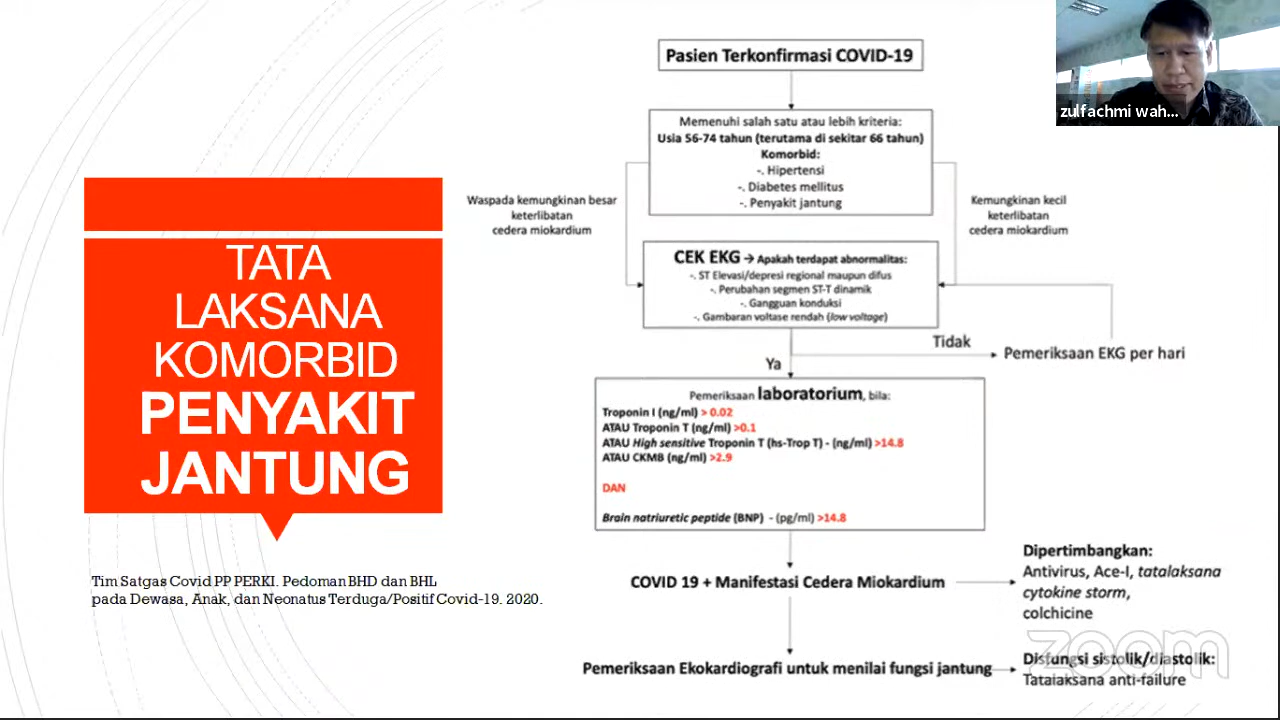 TATA
LAKSANA
KOMORBID
PENYAKIT
JANTUNG
Tim Satgas Covid PP PERKI. Pedoman BHD dan BHL
pada Dewasa, Anak, dan Neonatus Terduga/Positif Covid-19. 2020.
Pasien Terkonfirmasi COVID-19
Memenuhi salah satu atau lebih kriteria:
Usia 56-74 tahun (terutama di sekitar 66 tahun)
Komorbid:
-. Hipertensi
-. Diabetes mellitus
-. Penyakit jantung
Waspada kemungkinan besar
keterlibatan
cedera miokardium
Kemungkinan kecil
keterlibatan
cedera miokardium
CEK EKG → Apakah terdapat abnormalitas:
-. ST Elevasi/depresi regional maupun difus
-. Perubahan segmen ST-T dinamik
-. Gangguan konduksi
-. Gambaran voltase rendah (low voltage)
Tidak
Pemeriksaan EKG per hari
Ya
Pemeriksaan laboratorium, bila:
Troponin I (ng/ml) > 0.02
ATAU Troponin T (ng/ml) >0.1
ATAU High sensitive Troponin T (hs-Trop T) - (ng/ml) >14.8
ATAU CKMB (ng/ml) >2.9
DAN
Brain natriuretic peptide (BNP) - (pg/ml) >14.8
COVID 19 + Manifestasi Cedera Miokardium
Dipertimbangkan:
Antivirus, Ace-I, tatalaksana
cytokine storm,
colchicine
Pemeriksaan Ekokardiografi untuk menilai fungsi jantung
Disfungsi sistolik/diastolik:
Tatalaksana anti-failure
zulfachmi wah...
zoom